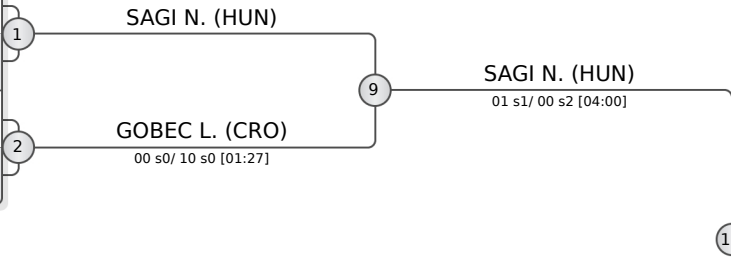 SAGI N. (HUN)
1
SAGI N. (HUN)
9
01 s1/ 00 s2 [04:00]
GOBEC L. (CRO)
2
00 s0/ 10 s0 [01:27]